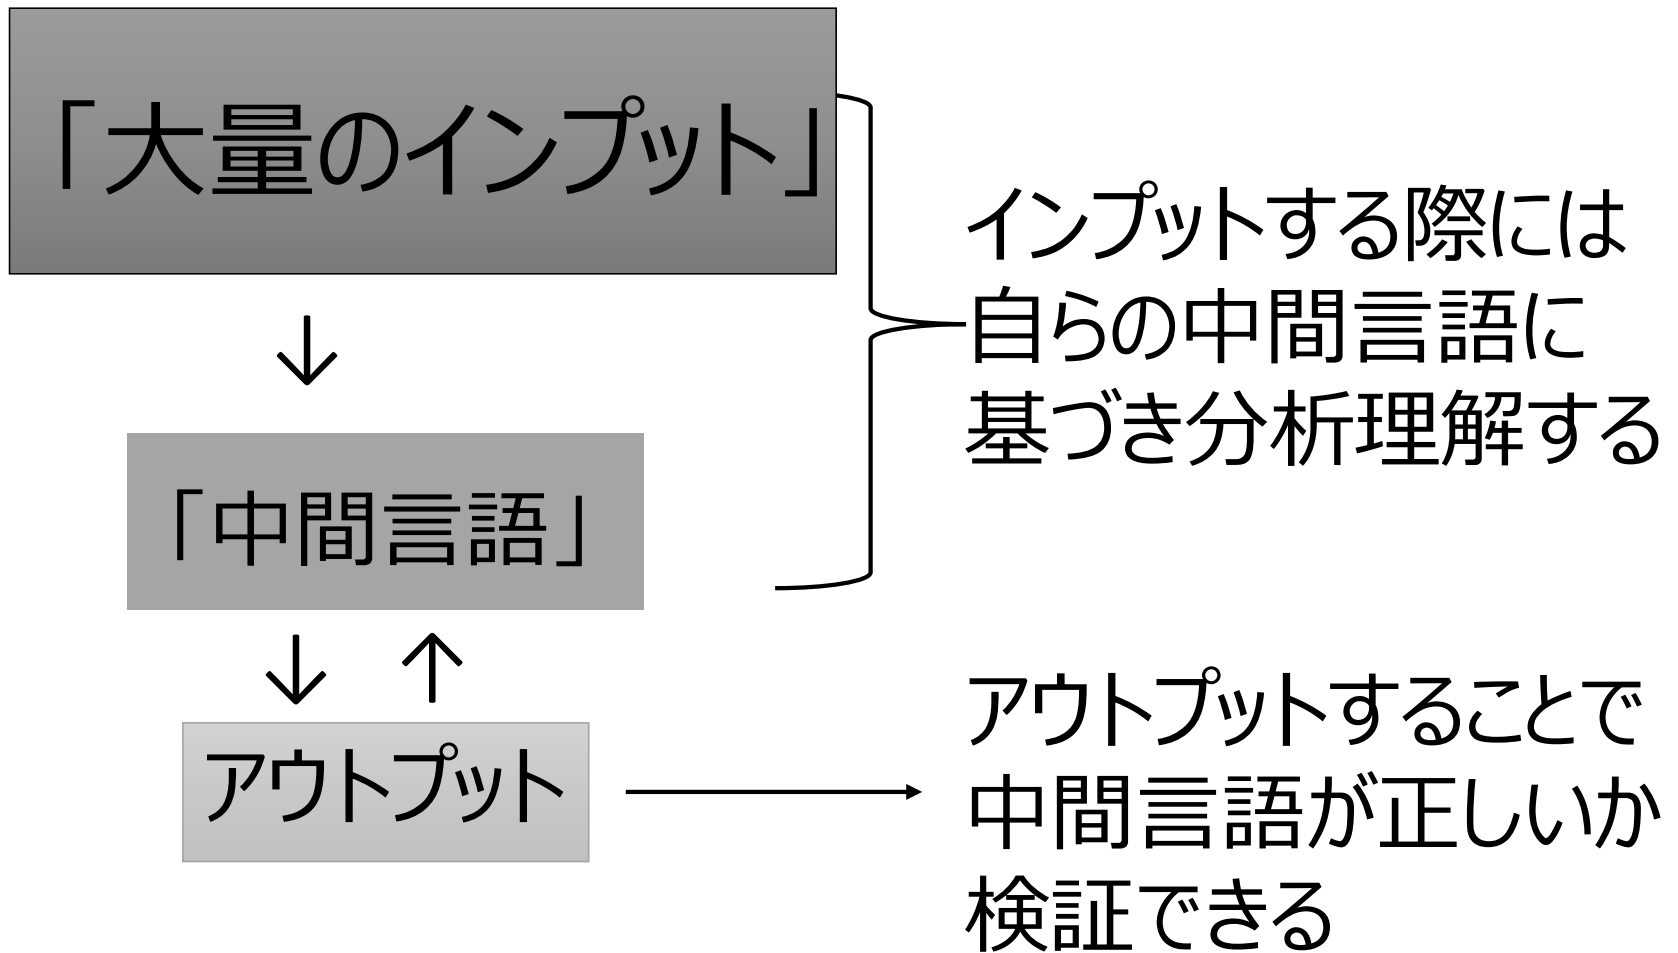 「大量のインプット」
インプットする際には
自らの中間言語に
基づき分析理解する
↓
「中間言語」
↓ ↑
アウトプット
アウトプットすることで
中間言語が正しいか
検証できる